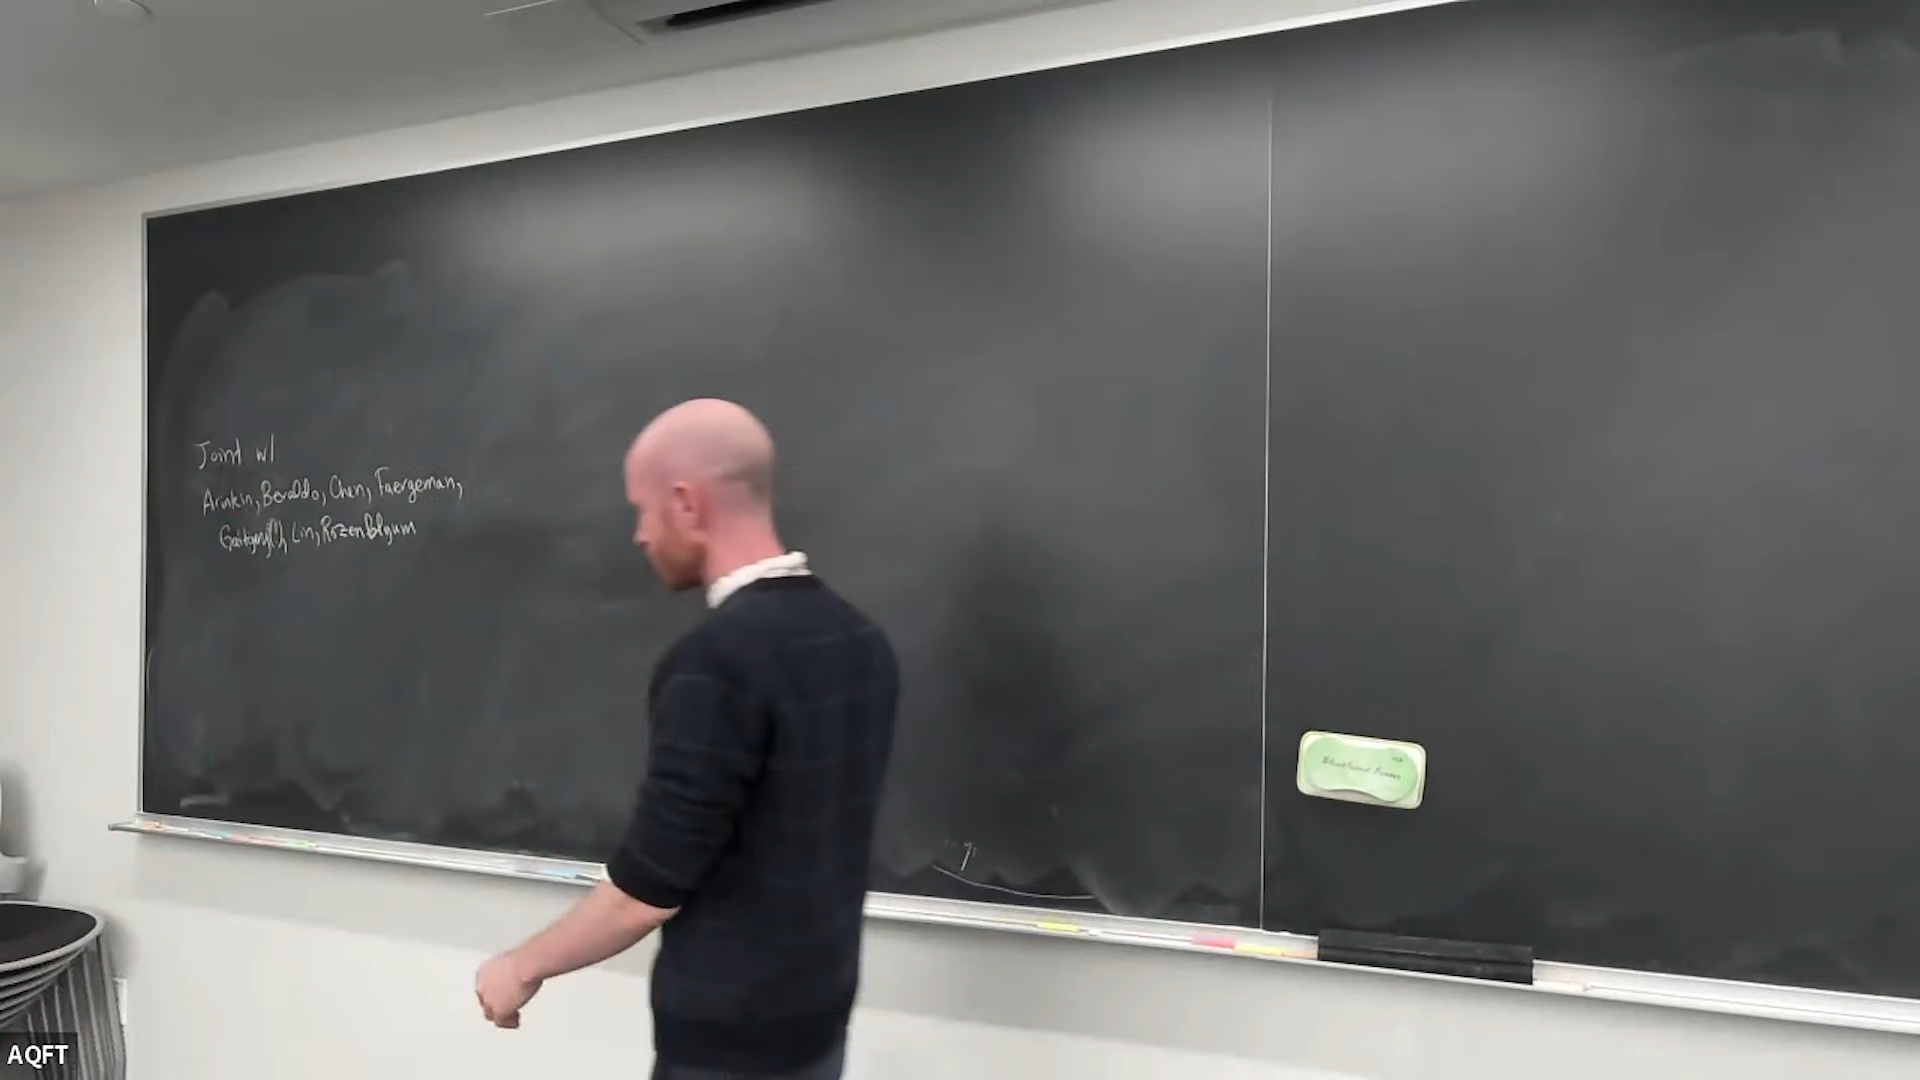 Joint w/
Arinkin, Beraldo, Chen, Faergeman,
Gaitsgory(!), Lin, Rozenblyum
AQFT